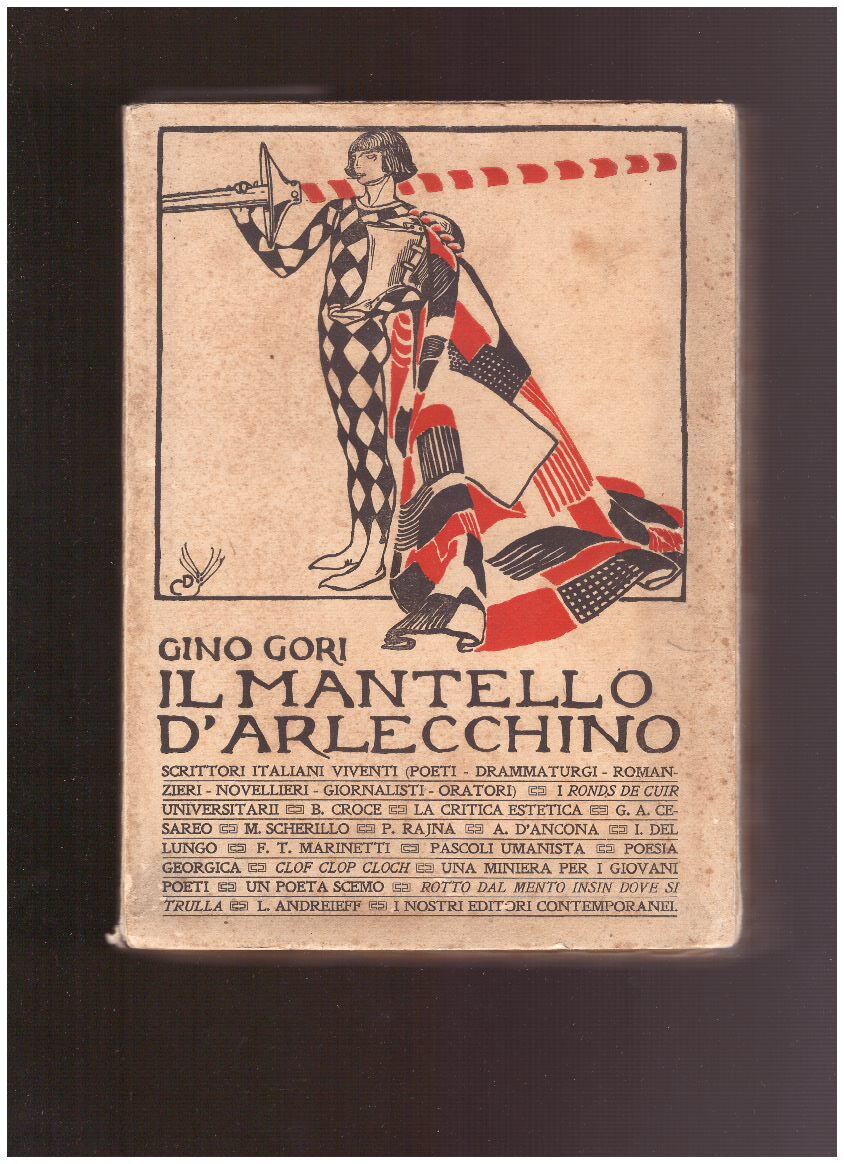 CD
GINO GORI
IL MANTELLO
D'ARLECCHINO
SCRITTORI ITALIANI VIVENTI (POETI - DRAMMATURGI - ROMAN-
ZIERI - NOVELLIERI - GIORNALISTI - ORATORI) I RONDS DE CUIR
UNIVERSITARII B. CROCE LA CRITICA ESTETICA G. A. CE-
SAREO M. SCHERILLO P. RAJNA A. D'ANCONA I. DEL
LUNGO F. T. MARINETTI PASCOLI UMANISTA POESIA
GEORGICA CLOF CLOP CLOCH UNA MINIERA PER I GIOVANI
POETI UN POETA SCEMO ROTTO DAL MENTO INSIN DOVE SI
TRULLA L. ANDREIEFF I NOSTRI EDITORI CONTEMPORANEI.